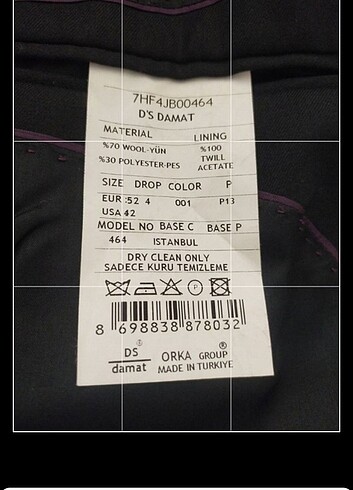 7HF4JB00464
D'S DAMAT
MATERIAL LINING
%70 WOOL-YÜN %100
%30 POLYESTER-PES TWILL
ACETATE
SIZE DROP COLOR P
EUR 52 4 001 P13
USA 42
MODEL NO BASE C BASE P
464 ISTANBUL
DRY CLEAN ONLY
SADECE KURU TEMIZLEME
P
8 698838 878032
DS ORKA GROUP ®
damat MADE IN TURKIYE